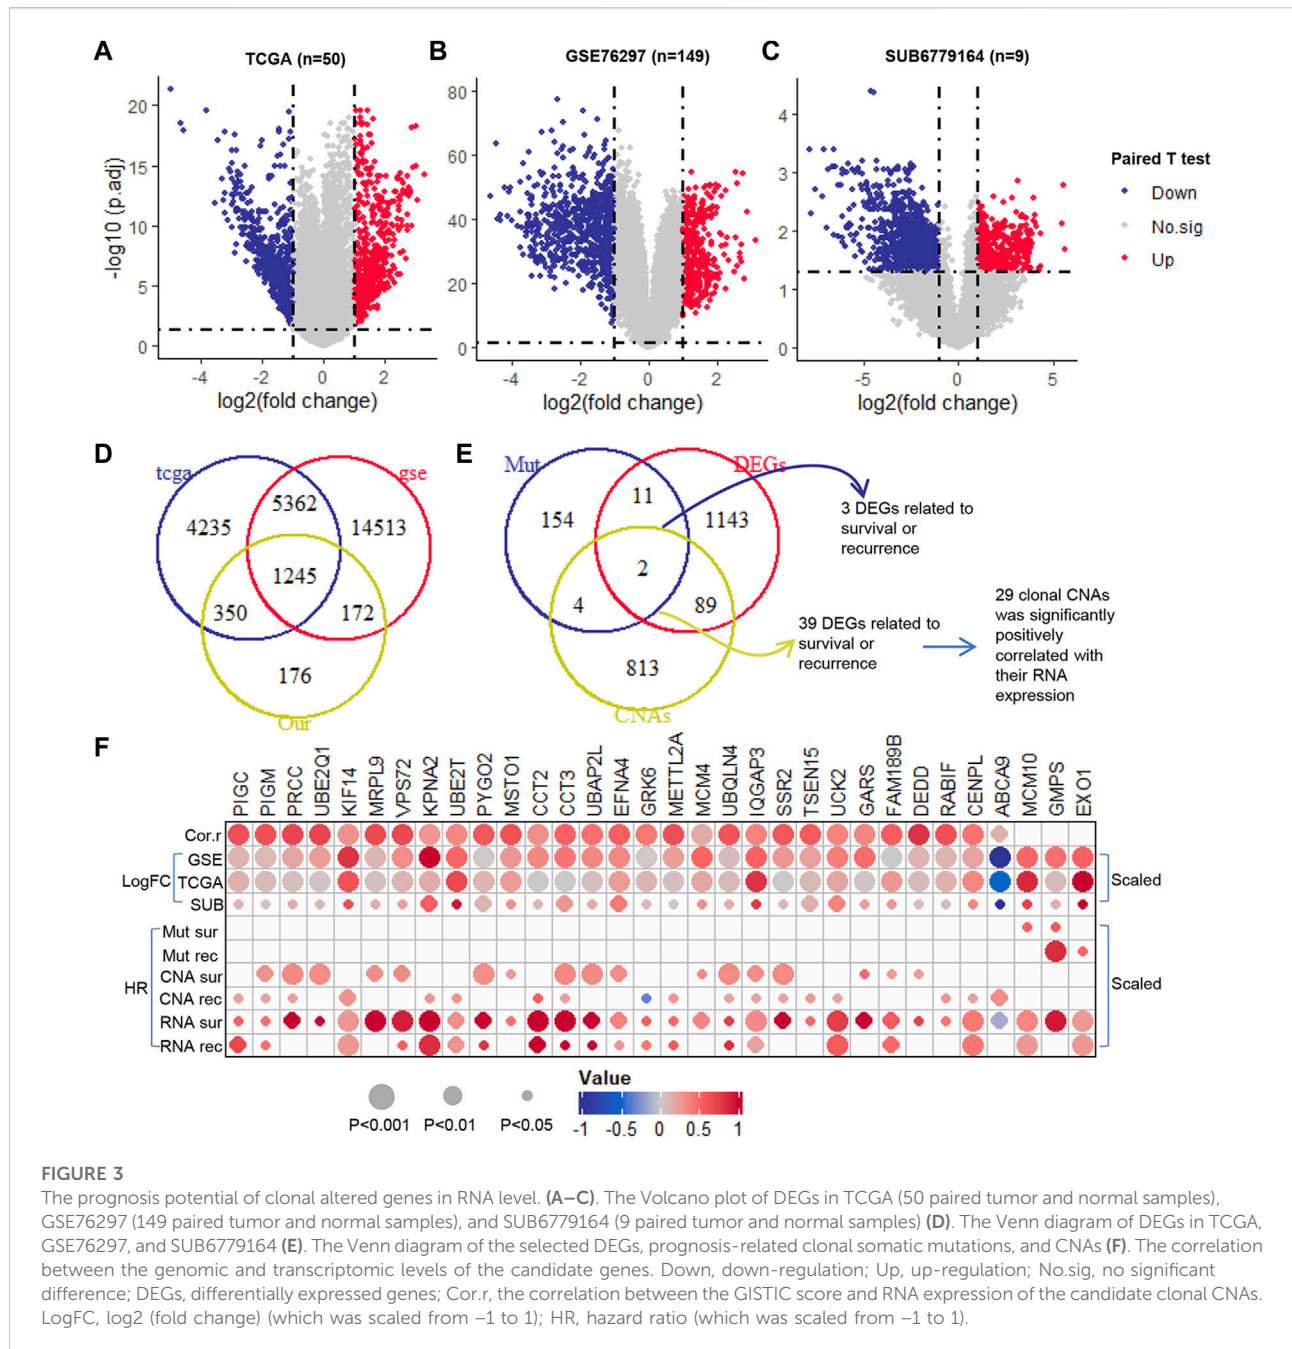 A
TCGA (n=50)
-log10 (p.adj)
20
15
10
5
0
-4 -2 0 2
log2(fold change)
B
GSE76297 (n=149)
80
60
40
20
0
-4 -2 0 2
log2(fold change)
C
SUB6779164 (n=9)
4
3
2
1
0
-5 0 5
log2(fold change)
Paired T test
Down
No.sig
Up
D
tcga
gse
4235
5362
14513
1245
350
172
176
Our
E
Mut
DEGs
154
11
1143
2
4
89
813
CNAs
3 DEGs related to
survival or
recurrence
39 DEGs related to
survival or
recurrence
29 clonal CNAs
was significantly
positively
correlated with
their RNA
expression
F
PIGC PIGM PRCC UBE2Q1 KIF14 MRPL9 VPS72 KPNA2 UBE2T PYGO2 MSTO1 CCT2 CCT3 UBAP2L EFNA4 GRK6 METTL2A MCM4 UBQLN4 IQGAP3 SSR2 TSEN15 UCK2 GARS FAM189B DEDD RABIF CENPL ABCA9 MCM10 GMPS EXO1
Cor.r
LogFC
GSE
TCGA
SUB
Scaled
HR
Mut sur
Mut rec
CNA sur
CNA rec
RNA sur
RNA rec
Scaled
P<0.001 P<0.01 P<0.05
Value
-1 -0.5 0 0.5 1
FIGURE 3
The prognosis potential of clonal altered genes in RNA level. (A–C). The Volcano plot of DEGs in TCGA (50 paired tumor and normal samples),
GSE76297 (149 paired tumor and normal samples), and SUB6779164 (9 paired tumor and normal samples) (D). The Venn diagram of DEGs in TCGA,
GSE76297, and SUB6779164 (E). The Venn diagram of the selected DEGs, prognosis-related clonal somatic mutations, and CNAs (F). The correlation
between the genomic and transcriptomic levels of the candidate genes. Down, down-regulation; Up, up-regulation; No.sig, no significant
difference; DEGs, differentially expressed genes; Cor.r, the correlation between the GISTIC score and RNA expression of the candidate clonal CNAs.
LogFC, log2 (fold change) (which was scaled from –1 to 1); HR, hazard ratio (which was scaled from –1 to 1).